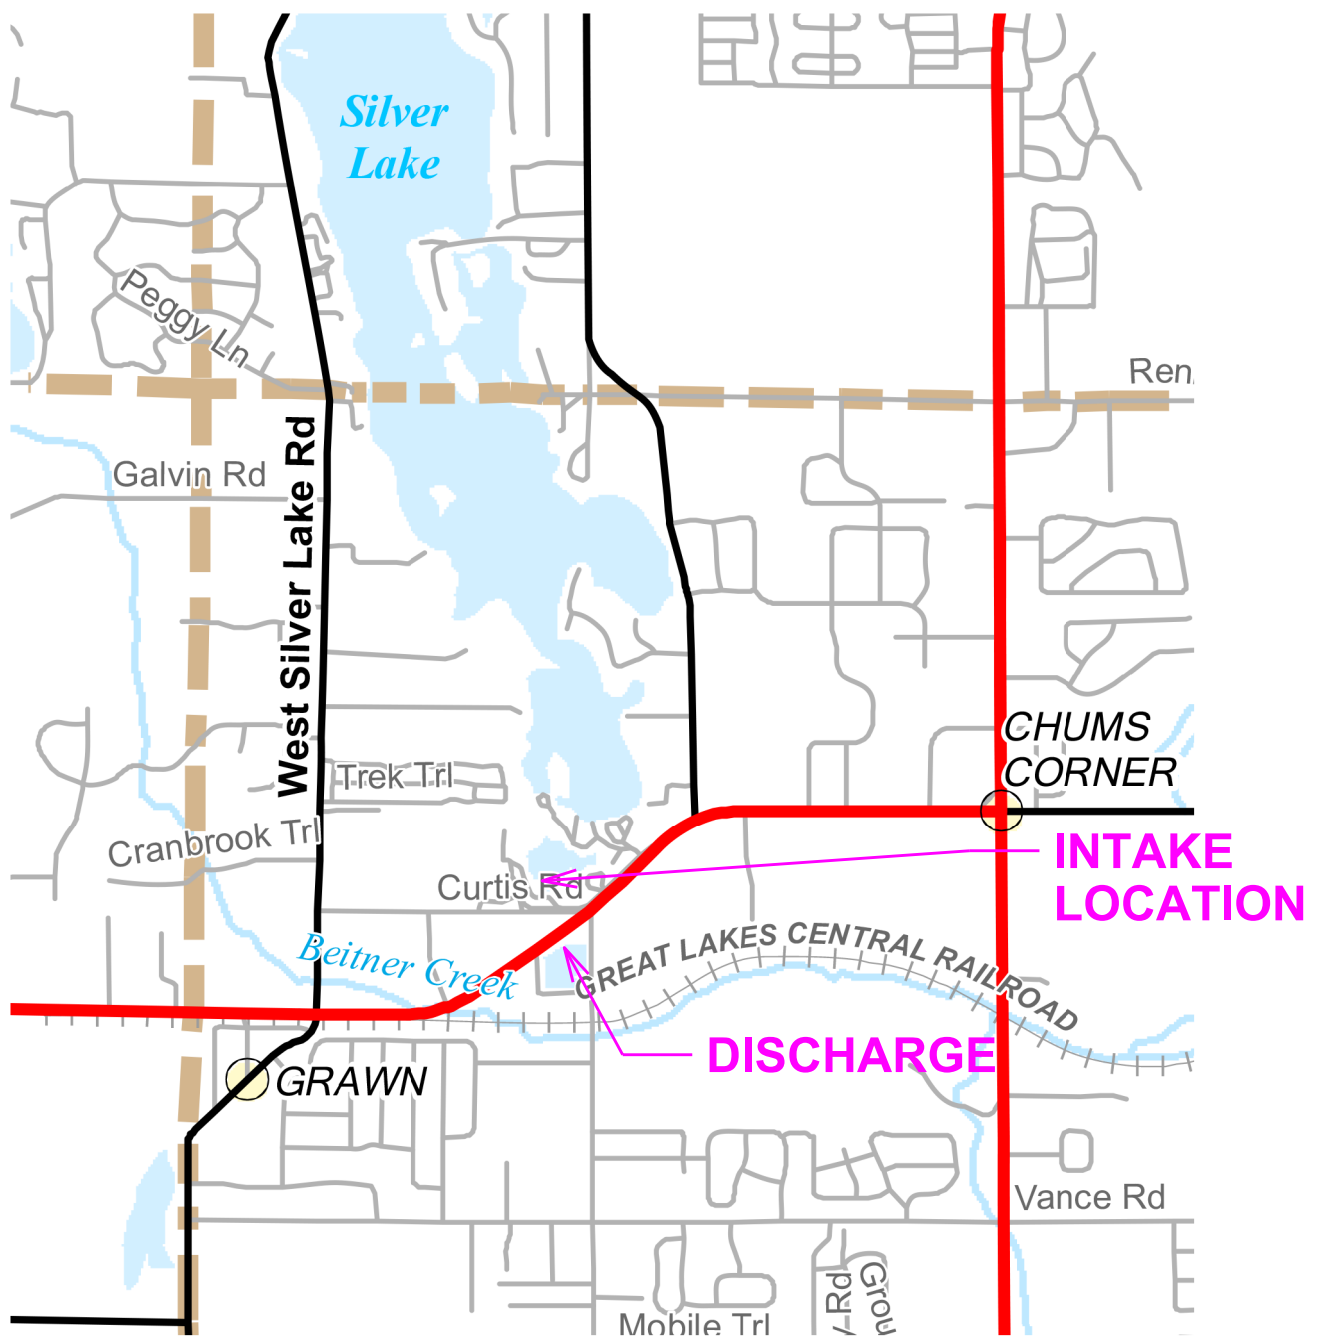 Silver
Lake
Peggy Ln
Ren
Galvin Rd
West Silver Lake Rd
CHUMS
CORNER
Trek Trl
Cranbrook Trl
INTAKE
LOCATION
Curtis Rd
Beitner Creek
GREAT LAKES CENTRAL RAILROAD
DISCHARGE
GRAWN
Vance Rd
Rd
Grou
Mobile Trl